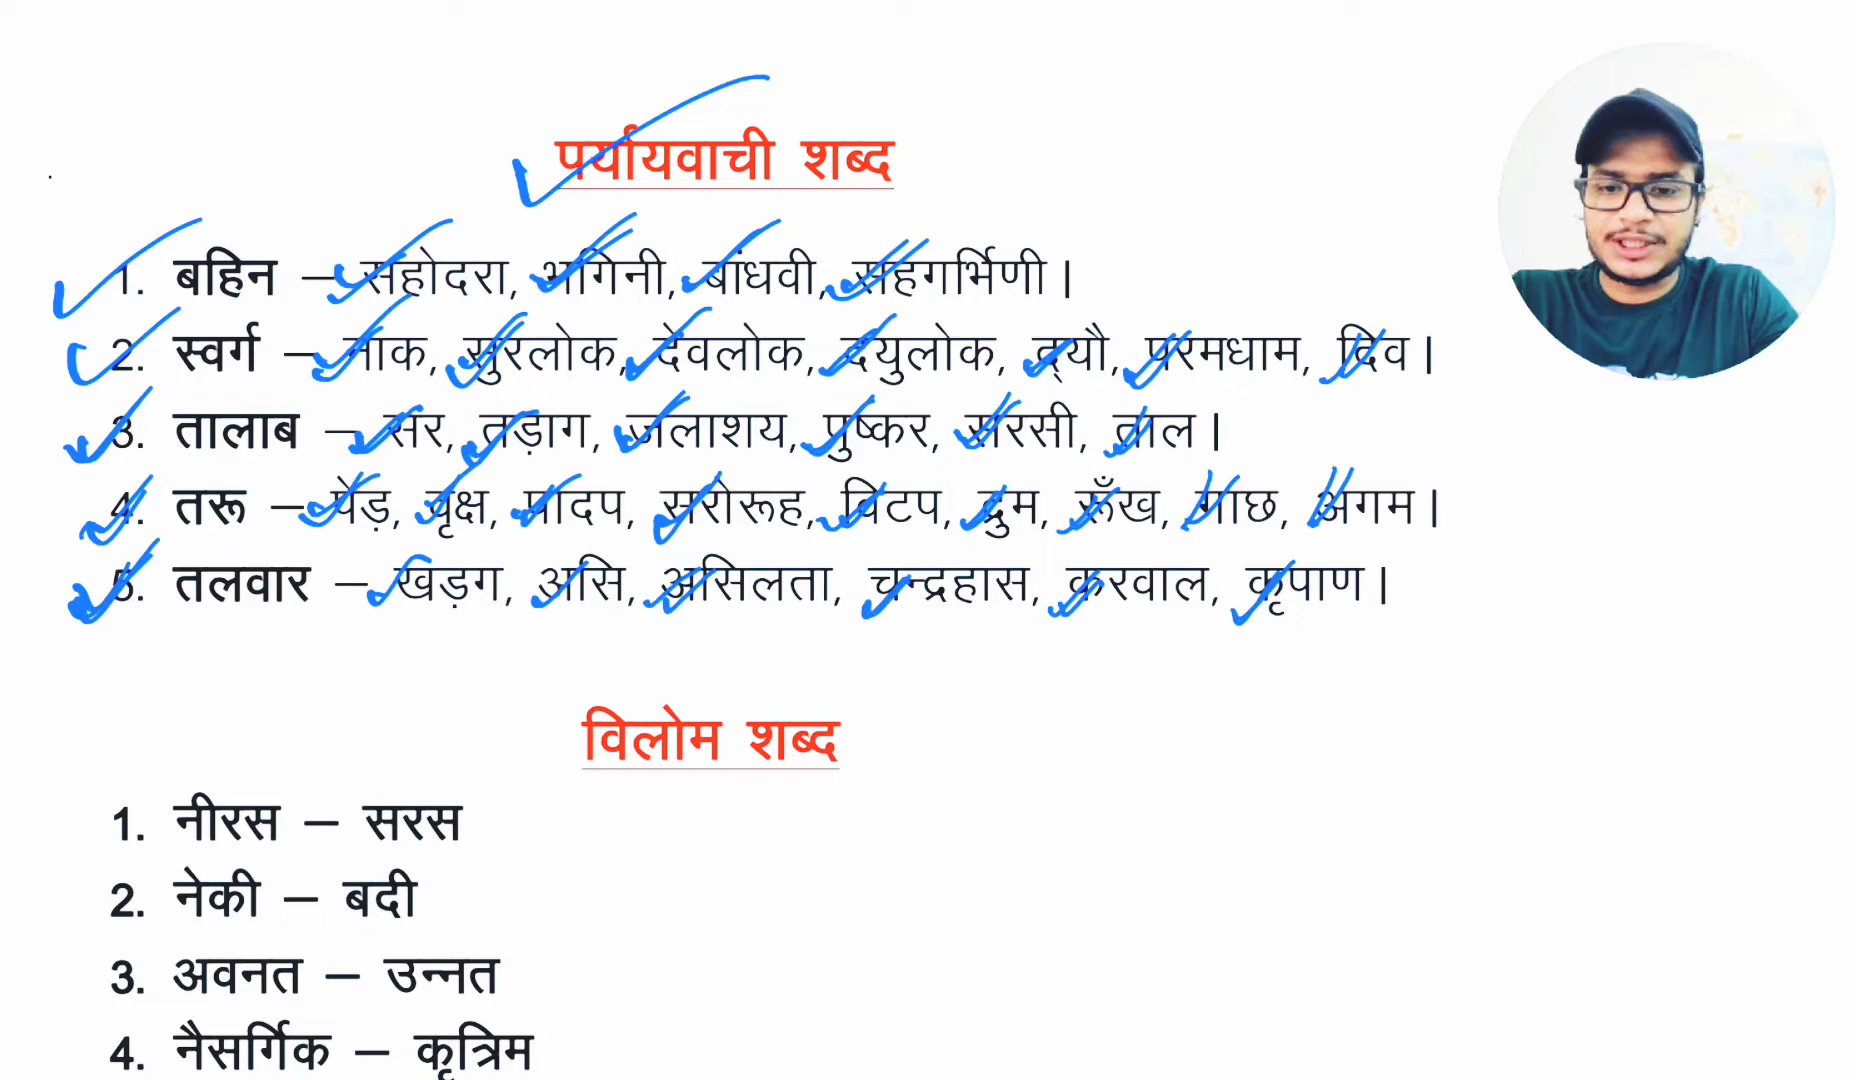 पर्यायवाची शब्द
1. बहिन – सहोदरा, भगिनी, बांधवी, सहगर्भिणी।
2. स्वर्ग – नाक, सुरलोक, देवलोक, दयुलोक, द्यौ, परमधाम, दिव।
3. तालाब – सर, तड़ाग, जलाशय, पुष्कर, सरसी, ताल।
4. तरू – पेड़, वृक्ष, पादप, सरोरूह, विटप, द्रुम, रूँख, गाछ, अगम।
5. तलवार – खड़ग, असि, असिलता, चन्द्रहास, करवाल, कृपाण।
विलोम शब्द
1. नीरस – सरस
2. नेकी – बदी
3. अवनत – उन्नत
4. नैसर्गिक – कृत्रिम